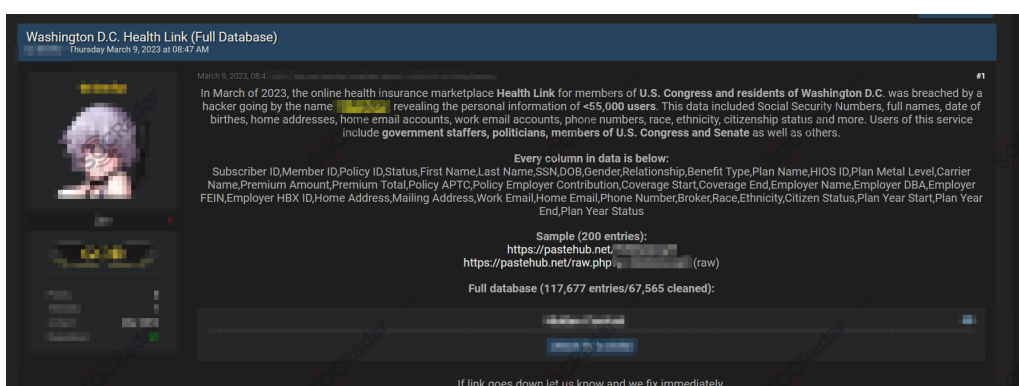 Washington D.C. Health Link (Full Database)
Thursday March 9, 2023 at 08:47 AM
March 9, 2023, 08:4
#1
In March of 2023, the online health insurance marketplace Health Link for members of U.S. Congress and residents of Washington D.C. was breached by a
hacker going by the name revealing the personal information of <55,000 users. This data included Social Security Numbers, full names, date of
birthes, home addresses, home email accounts, work email accounts, phone numbers, race, ethnicity, citizenship status and more. Users of this service
include government staffers, politicians, members of U.S. Congress and Senate as well as others.
Every column in data is below:
Subscriber ID,Member ID,Policy ID,Status,First Name,Last Name,SSN,DOB,Gender,Relationship,Benefit Type,Plan Name,HIOS ID,Plan Metal Level,Carrier
Name,Premium Amount,Premium Total,Policy APTC,Policy Employer Contribution,Coverage Start,Coverage End,Employer Name,Employer DBA,Employer
FEIN,Employer HBX ID,Home Address,Mailing Address,Work Email,Home Email,Phone Number,Broker,Race,Ethnicity,Citizen Status,Plan Year Start,Plan Year
End,Plan Year Status
Sample (200 entries):
https://pastehub.net/
https://pastehub.net/raw.php (raw)
Full database (117,677 entries/67,565 cleaned):
If link goes down let us know and we fix immediately
SOCRadar